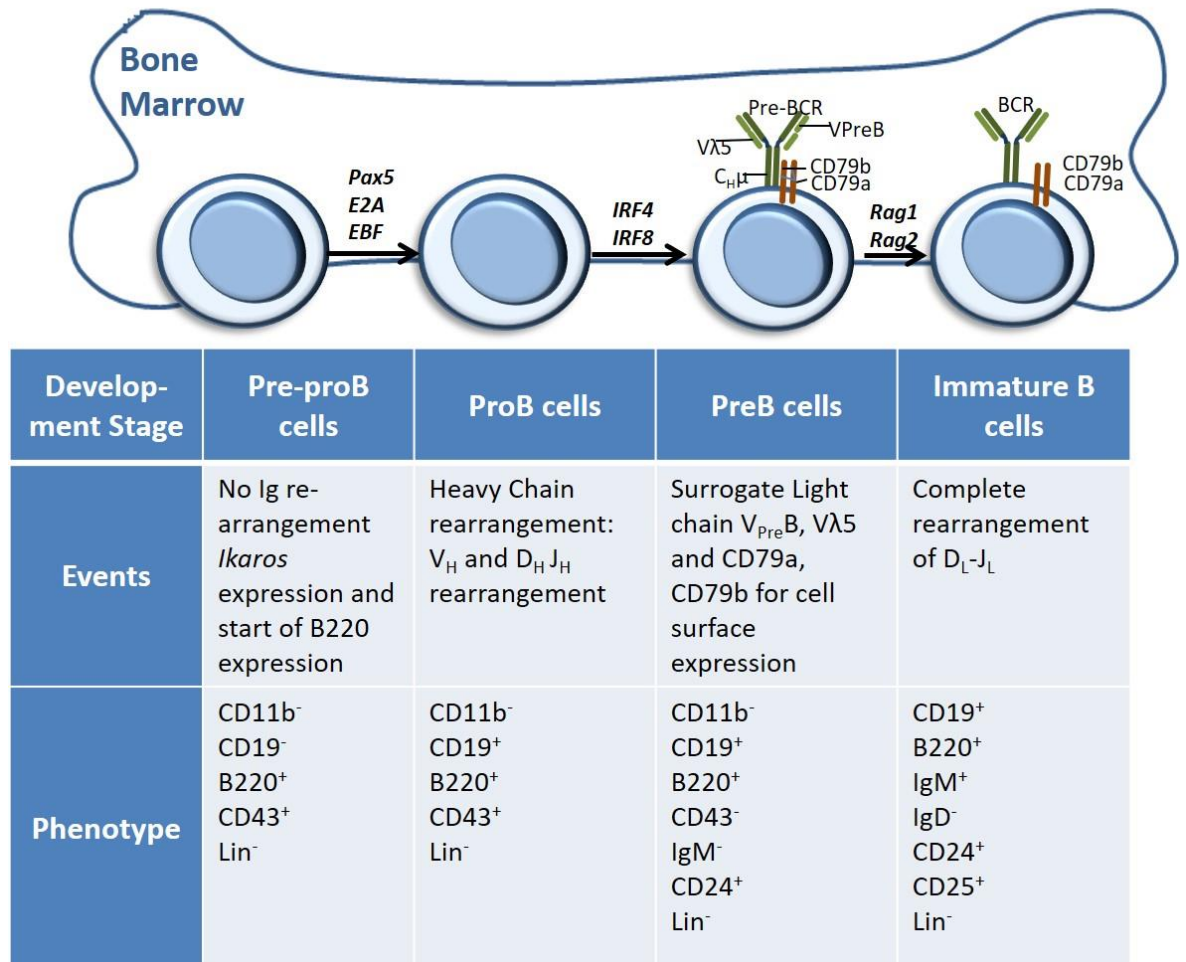 Bone
Marrow
Pax5
E2A
EBF
IRF4
IRF8
Pre-BCR
VPreB
Vλ5
CHμ
CD79b
CD79a
Rag1
Rag2
BCR
CD79b
CD79a
Develop-
ment Stage
Pre-proB
cells
ProB cells
PreB cells
Immature B
cells
Events
No Ig re-
arrangement
Ikaros
expression and
start of B220
expression
Heavy Chain
rearrangement:
VH and DH JH
rearrangement
Surrogate Light
chain VPreB, Vλ5
and CD79a,
CD79b for cell
surface
expression
Complete
rearrangement
of DL-JL
Phenotype
CD11b-
CD19-
B220+
CD43+
Lin-
CD11b-
CD19+
B220+
CD43+
Lin-
CD11b-
CD19+
B220+
CD43-
IgM-
CD24+
Lin-
CD19+
B220+
IgM+
IgD-
CD24+
CD25+
Lin-